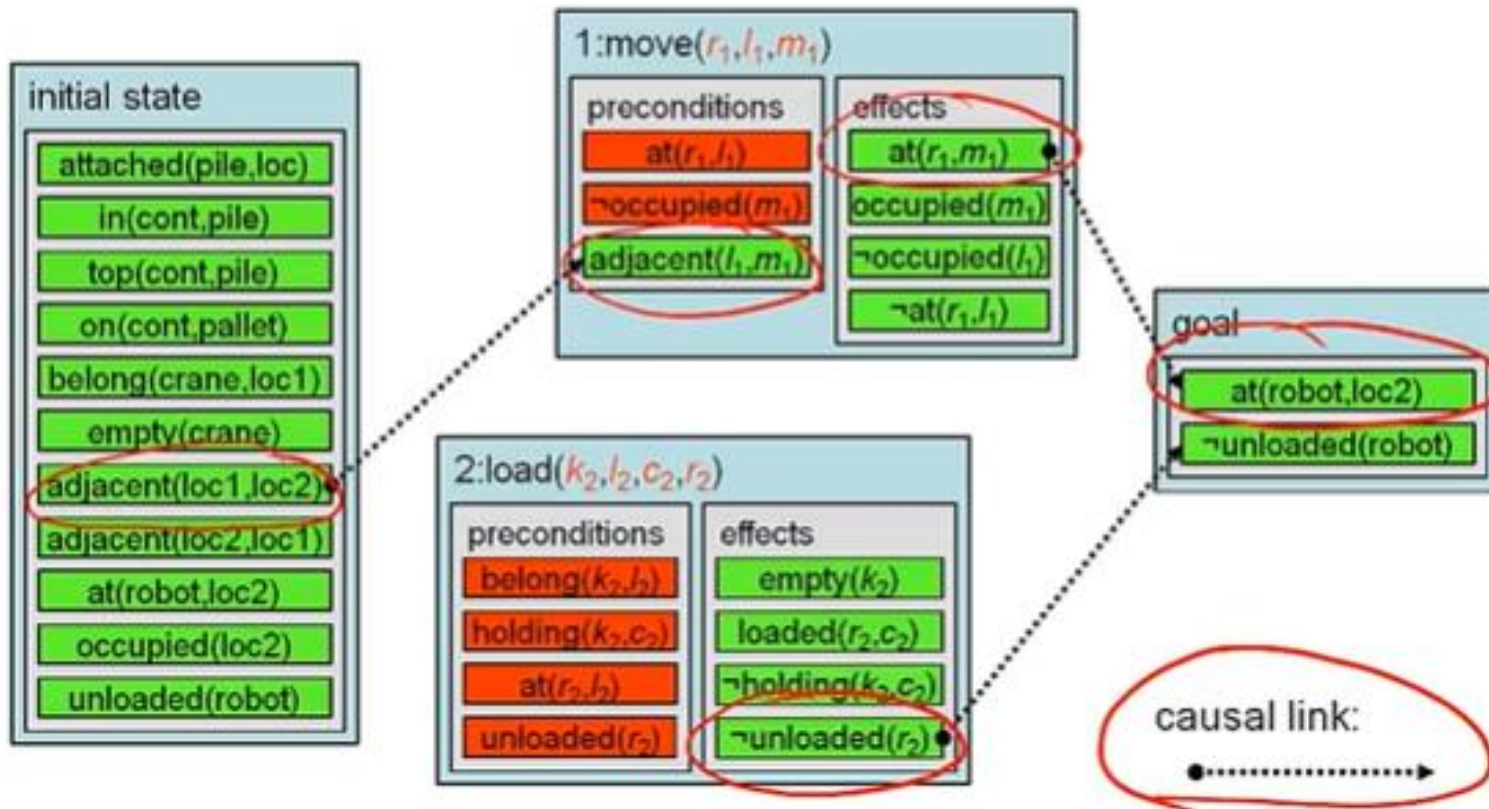 initial state
attached(pile,loc)
in(cont,pile)
top(cont,pile)
on(cont,pallet)
belong(crane,loc1)
empty(crane)
adjacent(loc1,loc2)
adjacent(loc2,loc1)
at(robot,loc2)
occupied(loc2)
unloaded(robot)
1:move(r₁,l₁,m₁)
preconditions
at(r₁,l₁)
¬occupied(m₁)
adjacent(l₁,m₁)
effects
at(r₁,m₁)
occupied(m₁)
¬occupied(l₁)
¬at(r₁,l₁)
2:load(k₂,l₂,c₂,r₂)
preconditions
belong(k₂,l₂)
holding(k₂,c₂)
at(r₂,l₂)
unloaded(r₂)
effects
empty(k₂)
loaded(r₂,c₂)
¬holding(k₂,c₂)
¬unloaded(r₂)
goal
at(robot,loc2)
¬unloaded(robot)
causal link: